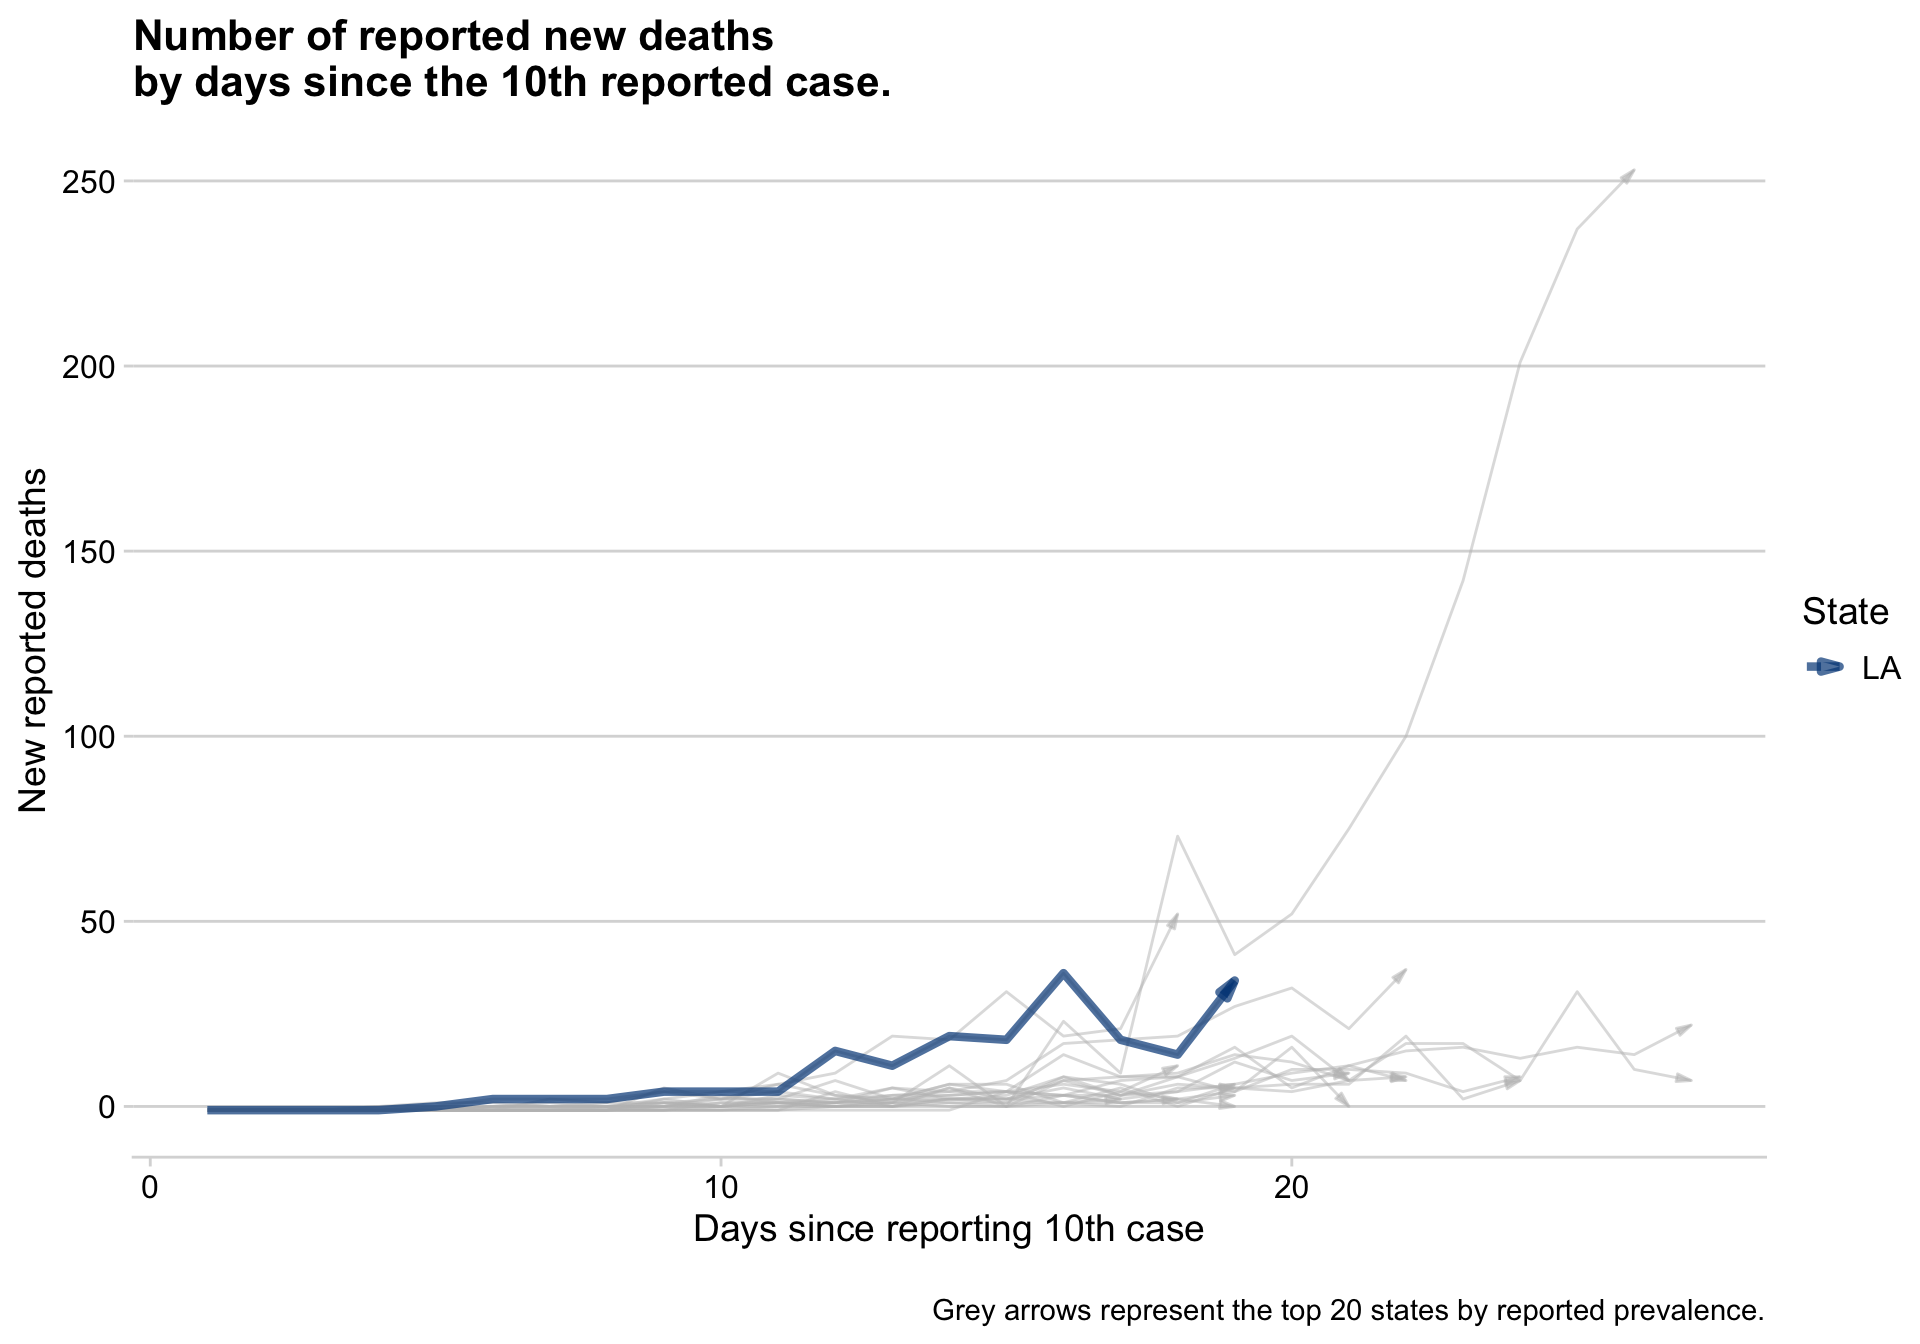 Number of reported new deaths
by days since the 10th reported case.
250
200
150
100
50
0
New reported deaths
0 10 20
Days since reporting 10th case
State
LA
Grey arrows represent the top 20 states by reported prevalence.